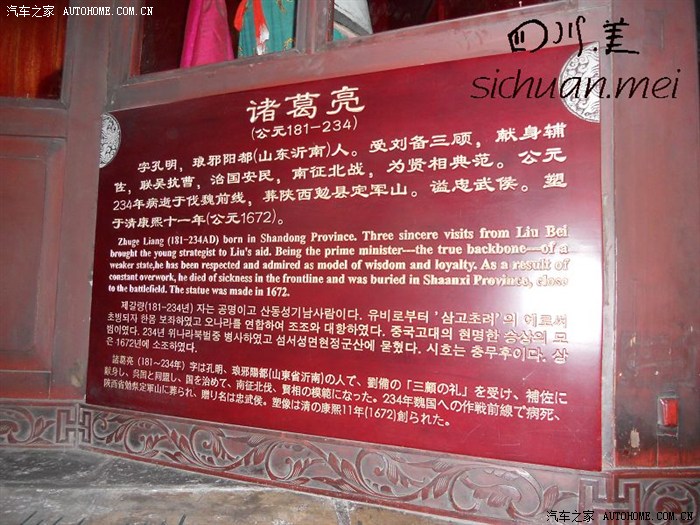 汽车之家 AUTOHOME.COM.CN
汽车之家 AUTOHOME.COM.CN
四川.美
sichuan.mei
诸葛亮
(公元181-234)
字孔明，琅邪阳都(山东沂南)人。受刘备三顾，献身辅
佐，联吴抗曹，治国安民，南征北战，为贤相典范。公元
234年病逝于伐魏前线，葬陕西勉县定军山。谥忠武侯。塑
于清康熙十一年(公元1672)。
Zhuge Liang (181-234AD) born in Shandong Province. Three sincere visits from Liu Bei
brought the young strategist to Liu's aid. Being the prime minister—the true backbone—of a
weaker state,he has been respected and admired as model of wisdom and loyalty. As a result of
constant overwork, he died of sickness in the frontline and was buried in Shaanxi Province, close
to the battlefield. The statue was made in 1672.
제갈량(181-234년) 자는 공명이고 산동성기남사람이다. 유비로부터 '삼고초려'의 예로써
초빙되자 한몸 보좌하였고 오나라를 연합하여 조조와 대항하였다. 중국고대의 현명한 승상의 모
범이였다. 234년 위나라북벌중 병사하였고 섬서성면현정군산에 묻혔다. 시호는 충무후이다. 상
은 1672년에 소조하였다.
諸葛亮（181～234年）字は孔明、琅邪陽都(山東省沂南)の人で、劉備の「三顧の礼」を受け、補佐に
献身し、呉国と同盟し、国を治めて、南征北伐、賢相の模範になった。234年魏国への作戦前線で病死、
陝西省勉県定軍山に葬られ、贈り名は忠武侯。塑像は清の康熙11年(1672)創られた。
汽车之家 AUTOHOME.COM.CN
汽车之家 AUTOHOME.COM.CN